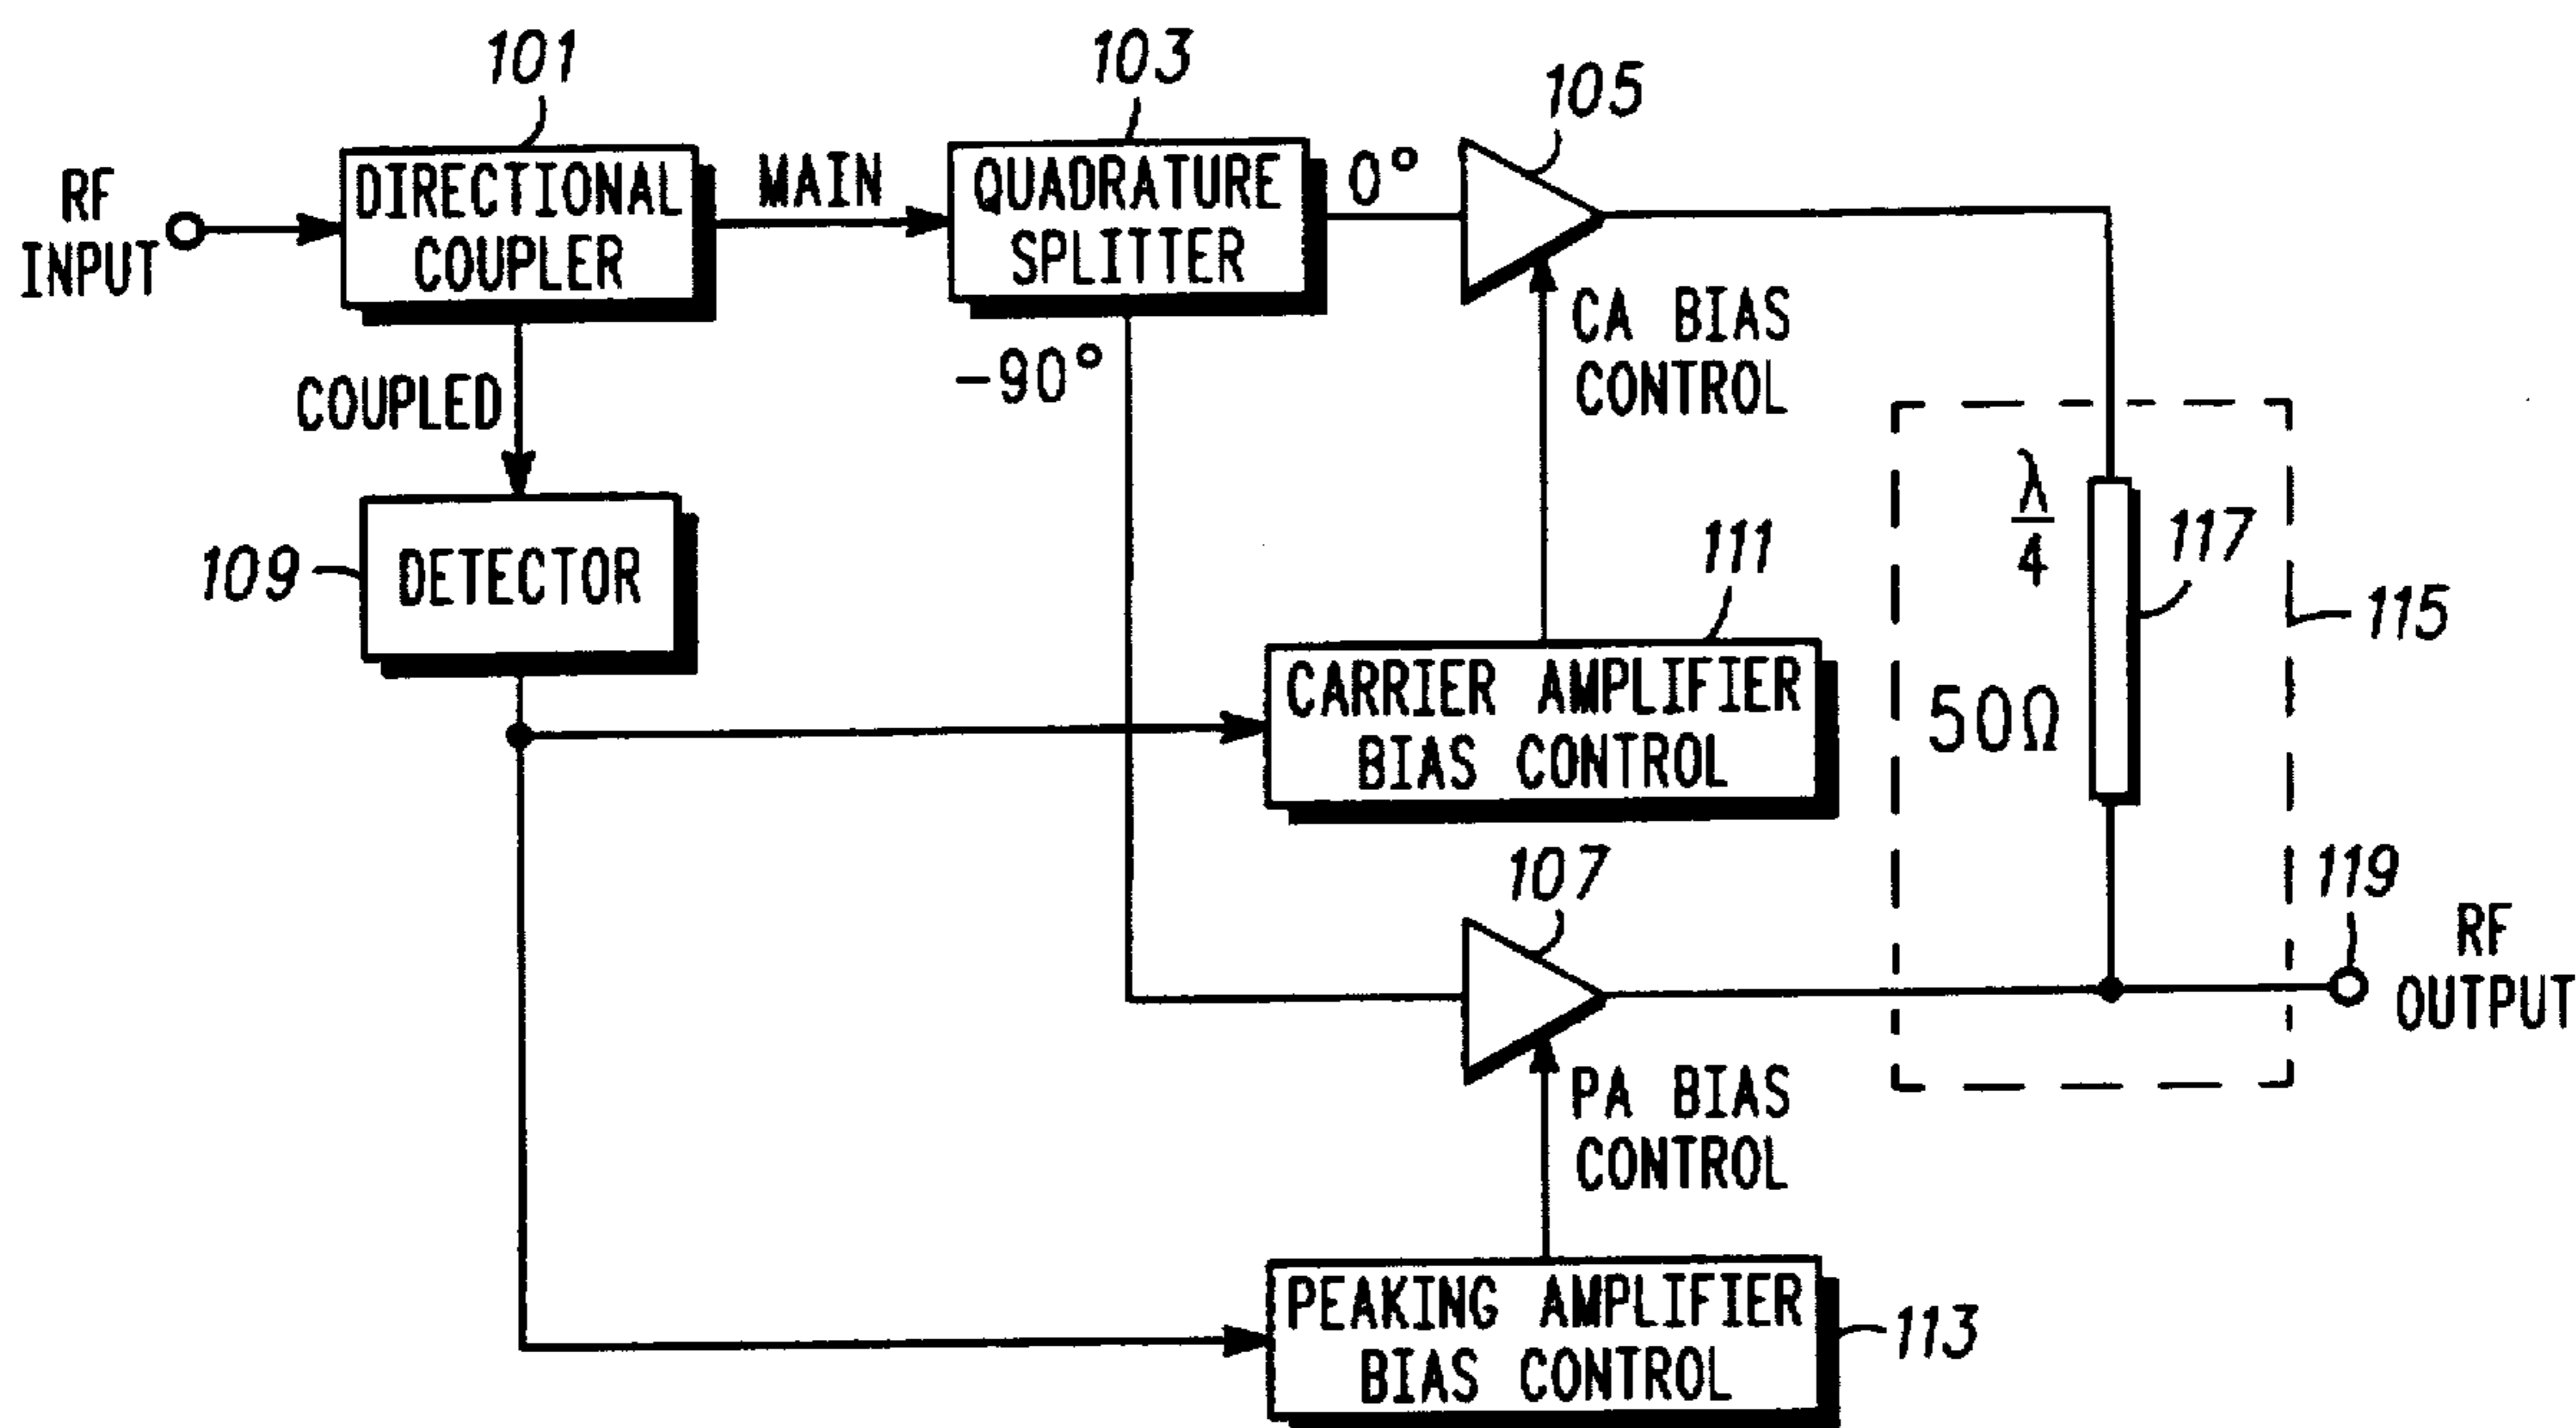 101
103
105
RF
INPUT
DIRECTIONAL
COUPLER
MAIN
QUADRATURE
SPLITTER
0°
COUPLED
-90°
CA BIAS
CONTROL
109
DETECTOR
111
CARRIER AMPLIFIER
BIAS CONTROL
λ
4
50Ω
117
115
107
119
RF
OUTPUT
PA BIAS
CONTROL
PEAKING AMPLIFIER
BIAS CONTROL
113